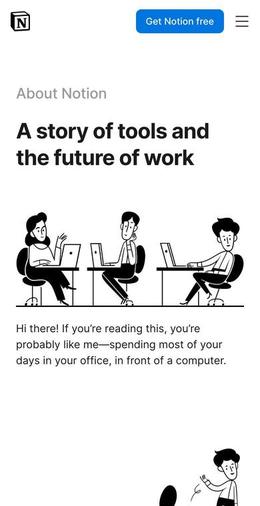 N
Get Notion free
About Notion
A story of tools and
the future of work
Hi there! If you’re reading this, you’re
probably like me—spending most of your
days in your office, in front of a computer.